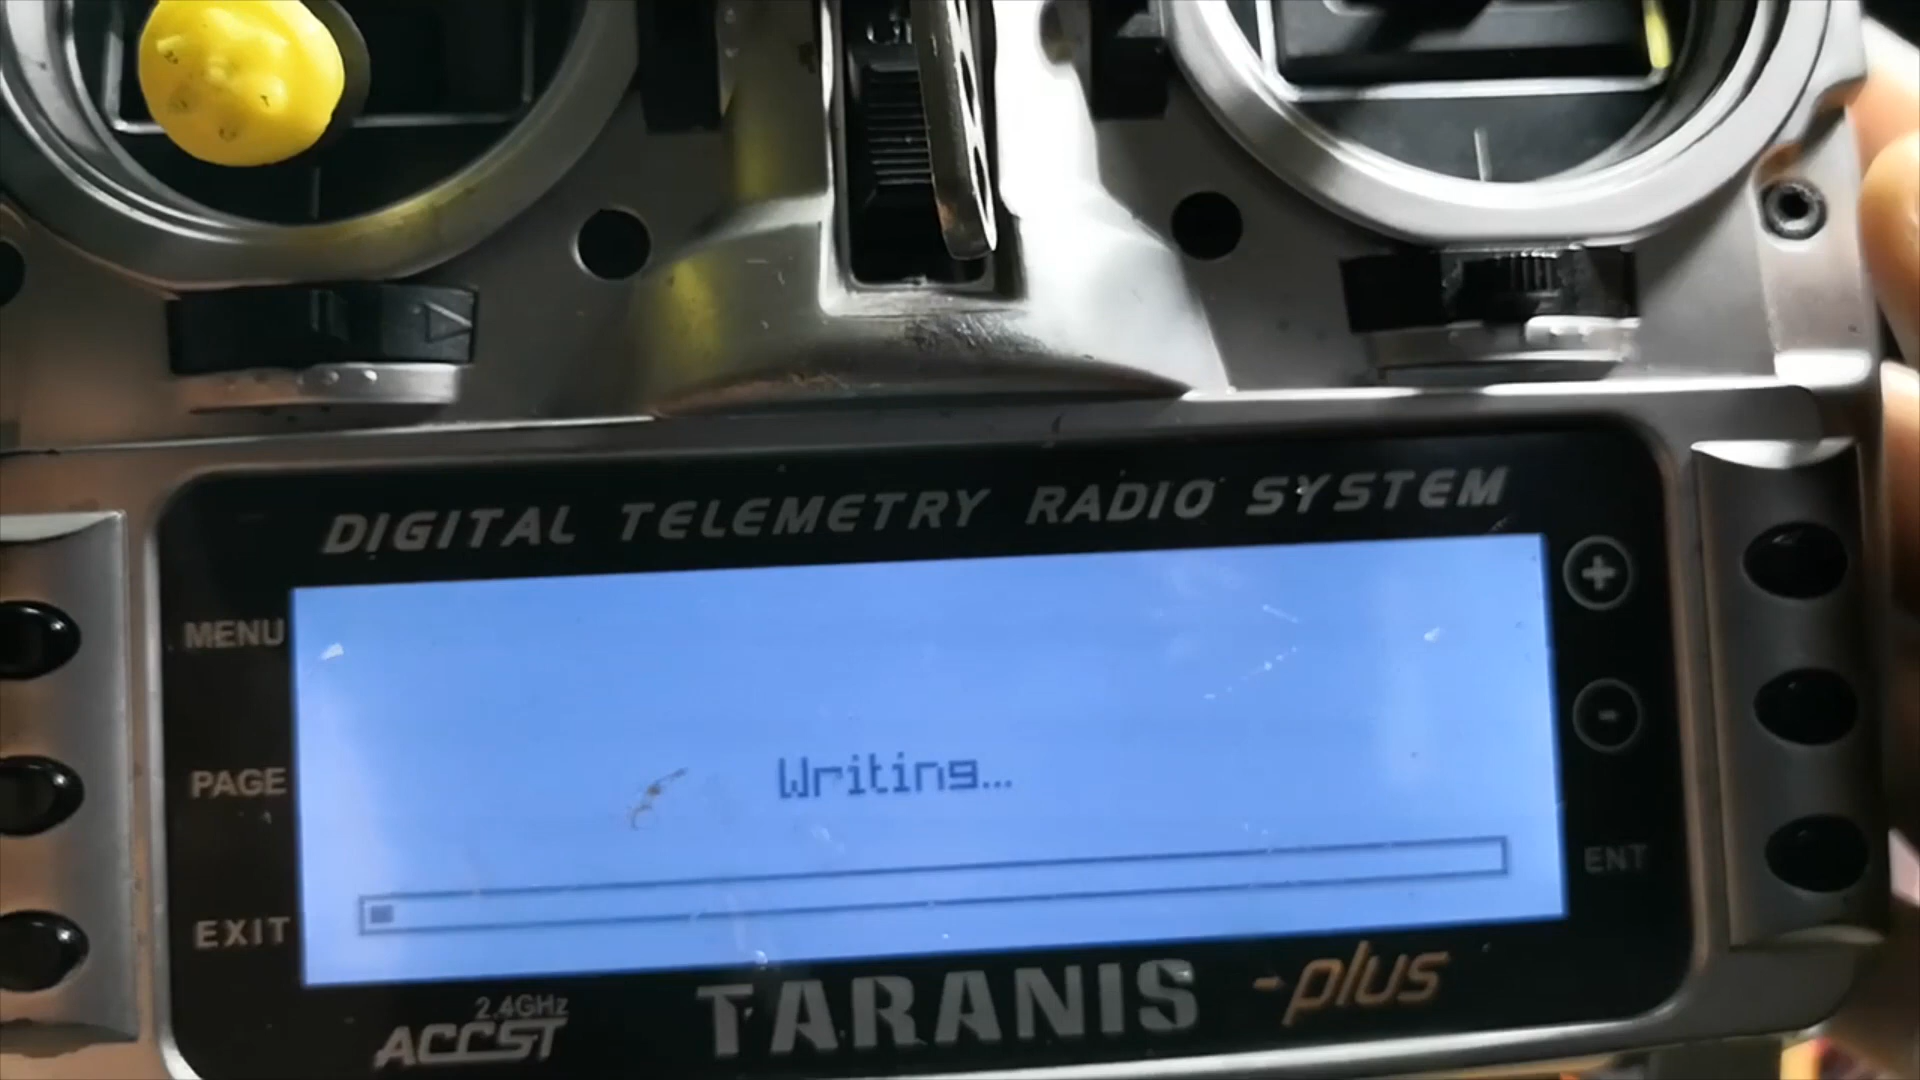 DIGITAL TELEMETRY RADIO SYSTEM
MENU
+
Writing...
PAGE
-
EXIT
ENT
2.4GHz
ACCST
TARANIS -plus